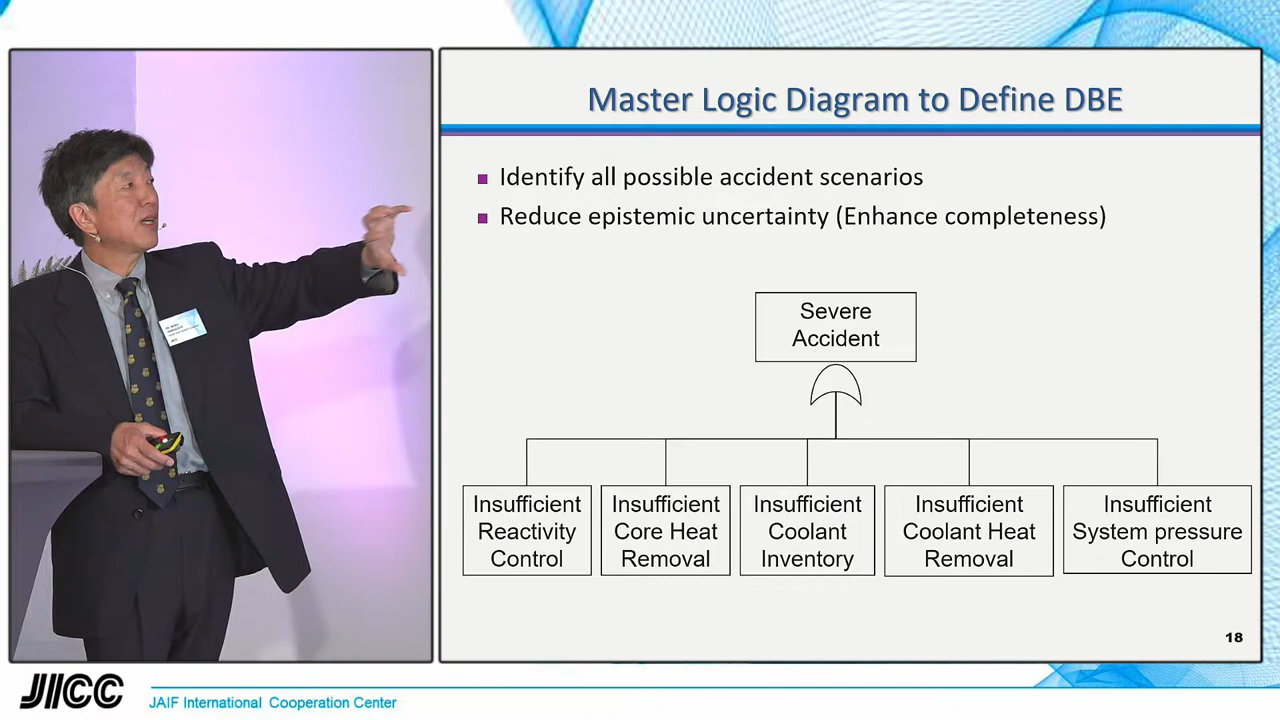 Master Logic Diagram to Define DBE
Identify all possible accident scenarios
Reduce epistemic uncertainty (Enhance completeness)
Severe
Accident
Insufficient
Reactivity
Control
Insufficient
Core Heat
Removal
Insufficient
Coolant
Inventory
Insufficient
Coolant Heat
Removal
Insufficient
System pressure
Control
18
JICC
JAIF International Cooperation Center